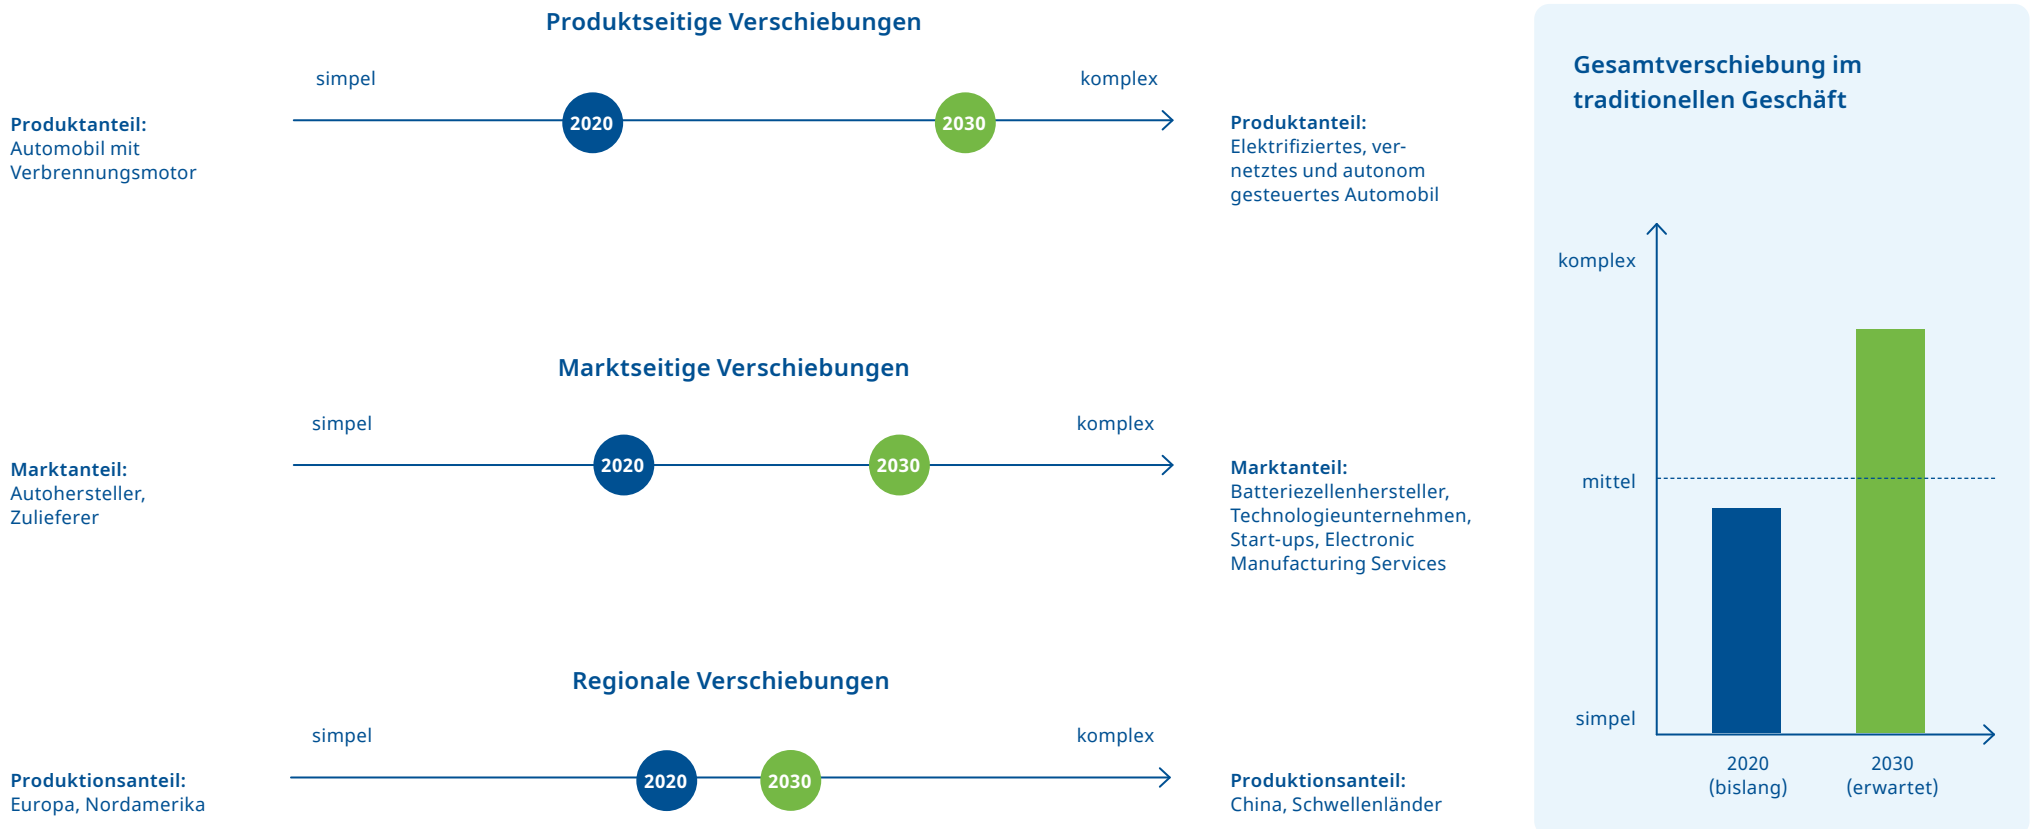 Produktseitige Verschiebungen
simpel
komplex
2020
2030
Produktanteil:
Automobil mit
Verbrennungsmotor
Produktanteil:
Elektrifiziertes, ver-
netztes und autonom
gesteuertes Automobil
Marktseitige Verschiebungen
simpel
komplex
2020
2030
Marktanteil:
Autohersteller,
Zulieferer
Marktanteil:
Batteriezellenhersteller,
Technologieunternehmen,
Start-ups, Electronic
Manufacturing Services
Regionale Verschiebungen
simpel
komplex
2020
2030
Produktionsanteil:
Europa, Nordamerika
Produktionsanteil:
China, Schwellenländer
Gesamtverschiebung im
traditionellen Geschäft
komplex
mittel
simpel
2020
(bislang)
2030
(erwartet)